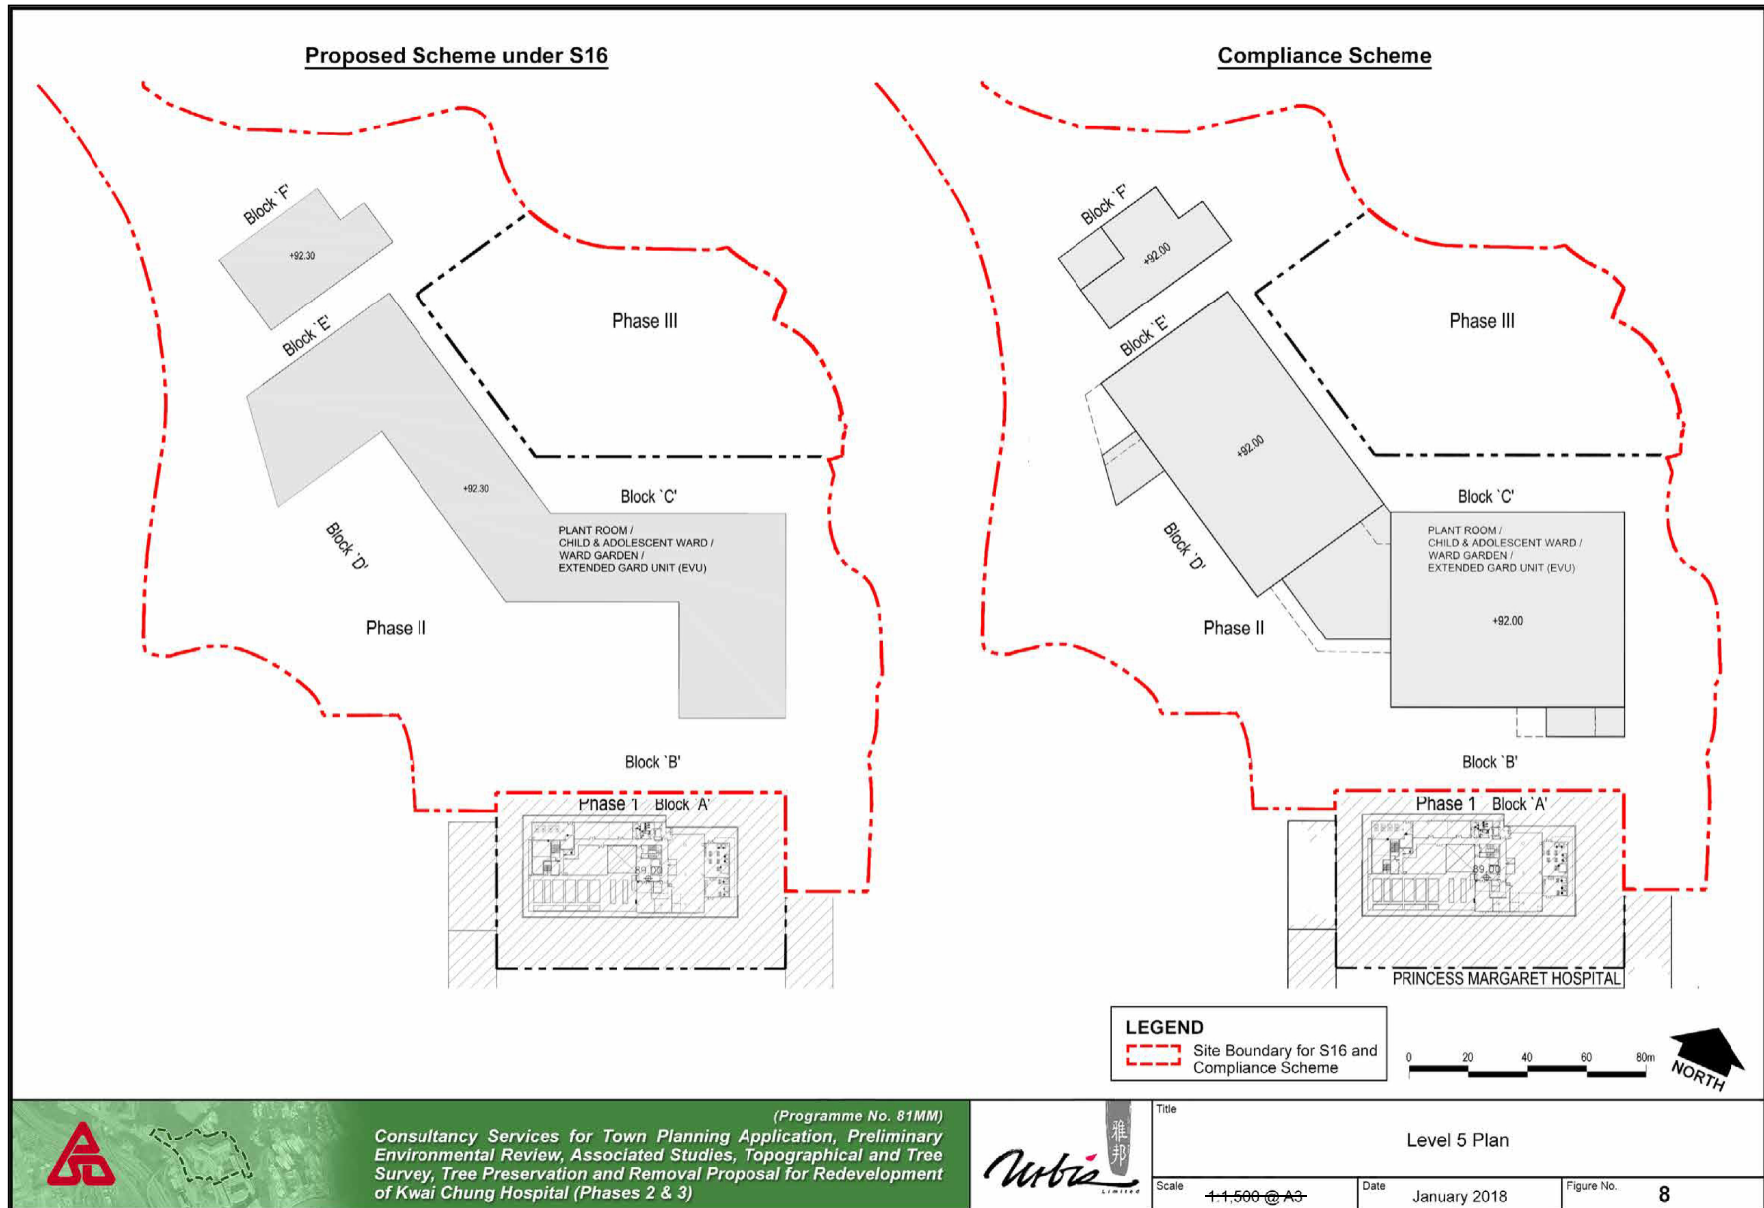 Proposed Scheme under S16
Block `F'
+92.30
Block `E'
Phase III
+92.30
Block `C'
PLANT ROOM /
CHILD & ADOLESCENT WARD /
WARD GARDEN /
EXTENDED GARD UNIT (EVU)
Block `D'
Phase II
Block `B'
Phase 1 Block `A'
Compliance Scheme
Block `F'
+92.00
Block `E'
Phase III
+92.00
Block `C'
PLANT ROOM /
CHILD & ADOLESCENT WARD /
WARD GARDEN /
EXTENDED GARD UNIT (EVU)
+92.00
Block `D'
Phase II
Block `B'
Phase 1 Block `A'
89.00
PRINCESS MARGARET HOSPITAL
LEGEND
Site Boundary for S16 and
Compliance Scheme
0 20 40 60 80m
NORTH
(Programme No. 81MM)
Consultancy Services for Town Planning Application, Preliminary
Environmental Review, Associated Studies, Topographical and Tree
Survey, Tree Preservation and Removal Proposal for Redevelopment
of Kwai Chung Hospital (Phases 2 & 3)
雅邦
Urbis
Limited
Title
Level 5 Plan
Scale
1:1,500 @ A3
Date
January 2018
Figure No.
8